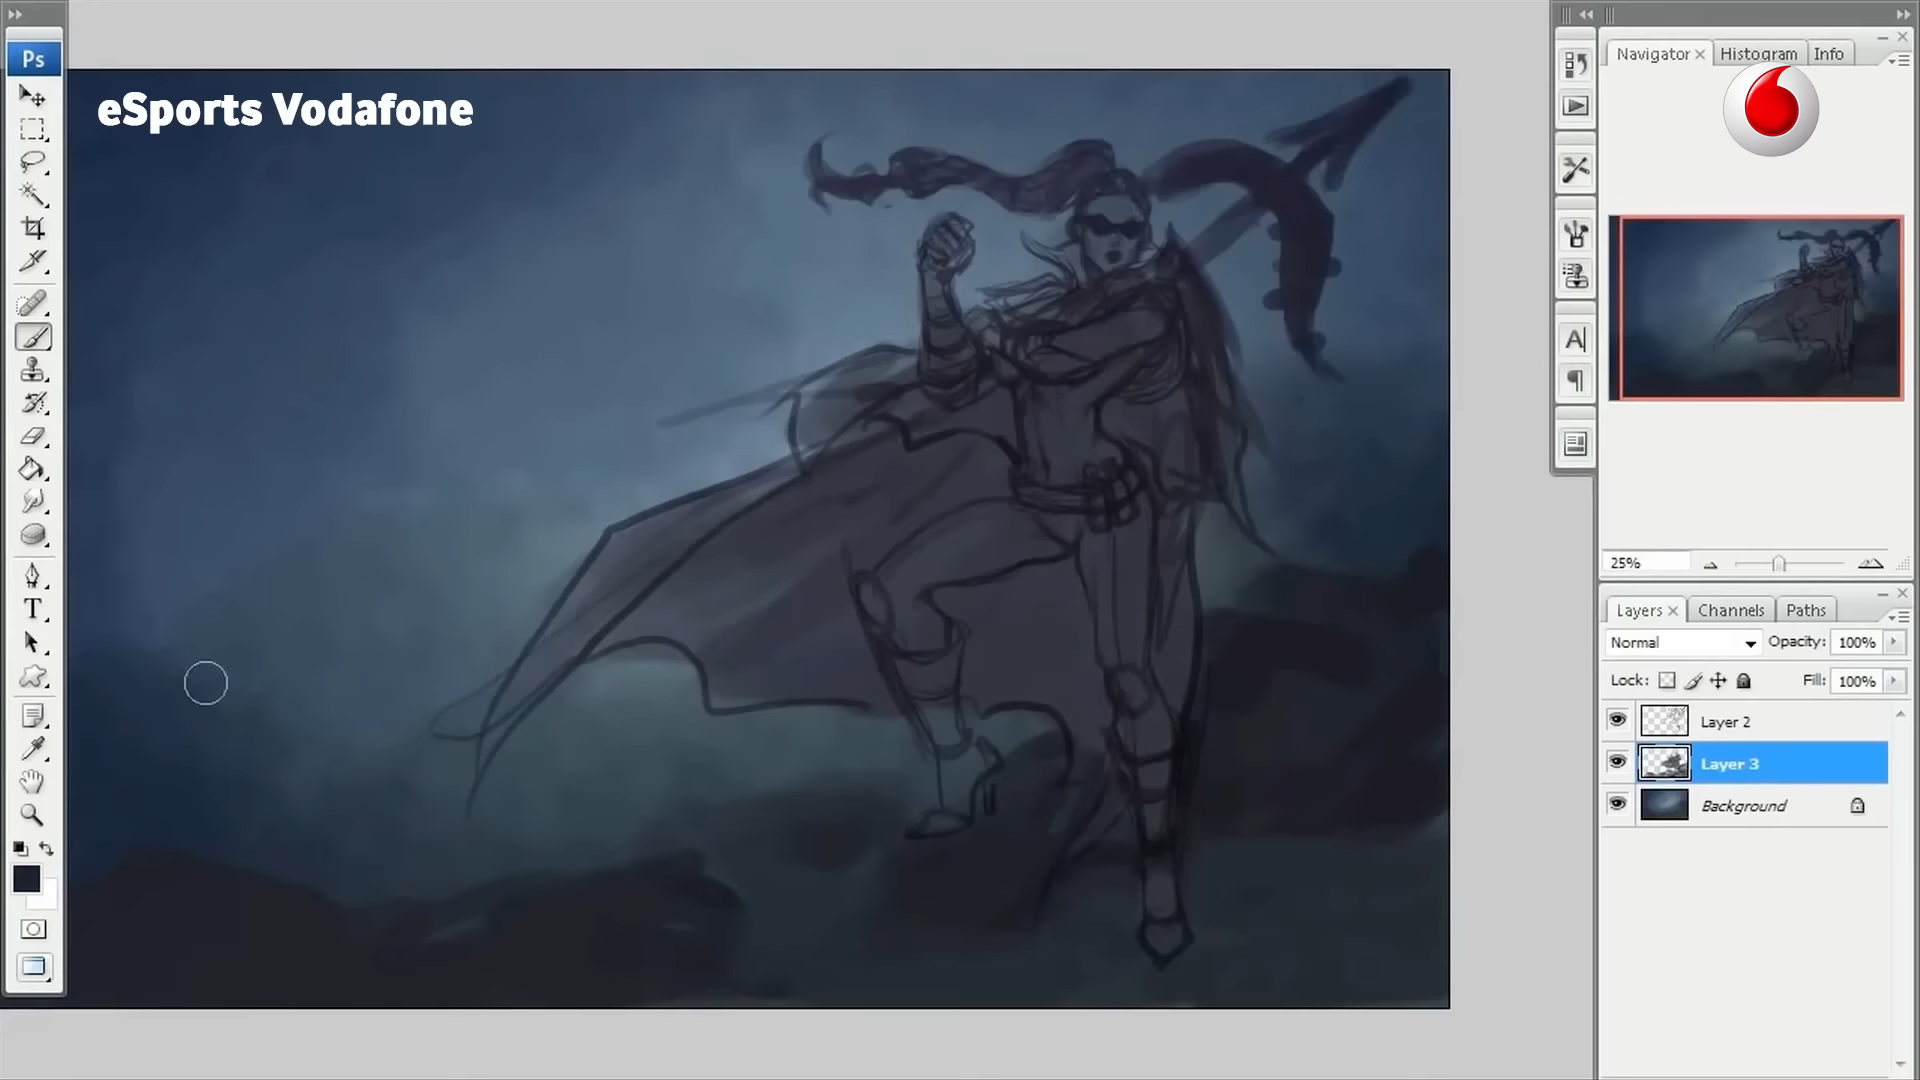 Ps
eSports Vodafone
Navigator
Histogram
Info
25%
Layers
Channels
Paths
Normal
Opacity: 100%
Lock:
Fill: 100%
Layer 2
Layer 3
Background